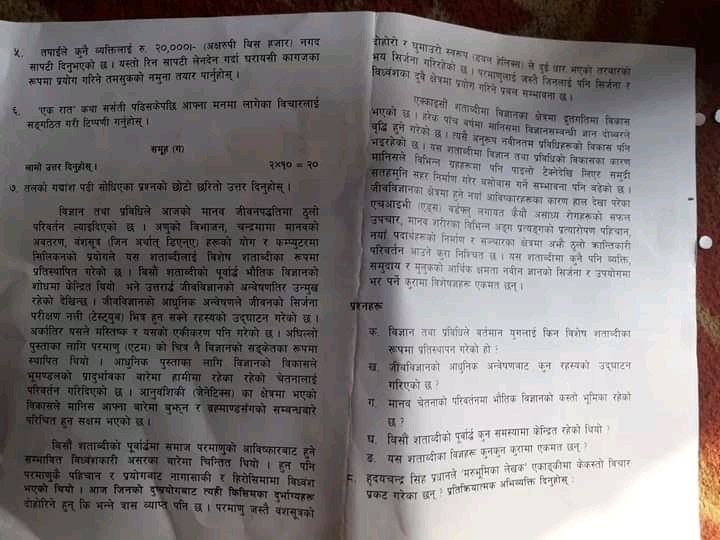 ५. तपाईंले कुनै व्यक्तिलाई रु. २०,०००/- (अक्षरुपी बिस हजार) नगद
सापटी दिनुभएको छ । यस्तो रिन सापटी लेनदेन गर्दा घरायसी कागजका
रूपमा प्रयोग गरिने तमसुकको नमुना तयार पार्नुहोस् ।
६. 'एक रात' कथा सर्सर्ती पढिसकेपछि आफ्ना मनमा लागेका विचारलाई
सङ्गठित गरी टिप्पणी गर्नुहोस् ।
समूह (ग)
लामो उत्तर दिनुहोस् । २×१० = २०
७. तलको गद्यांश पढी सोधिएका प्रश्नको छोटो छरितो उत्तर दिनुहोस् ।
विज्ञान तथा प्रविधिले आजको मानव जीवनपद्धतिमा ठुलो
परिवर्तन ल्याइदिएको छ । अणुको विभाजन, चन्द्रमामा मानवको
अवतरण, वंशसूत्र (जिन अर्थात् डिएनए) हरूको योग र कम्प्युटरमा
सिलिकनको प्रयोगले यस शताब्दीलाई विशेष शताब्दीका रूपमा
प्रतिस्थापित गरेको छ । बिसौं शताब्दीको पूर्वार्द्ध भौतिक विज्ञानको
शोधमा केन्द्रित थियो भने उत्तरार्द्ध जीवविज्ञानको अन्वेषणतिर उन्मुख
रहेको देखिन्छ । जीवविज्ञानको आधुनिक अन्वेषणले जीवनको सिर्जना
परीक्षण नली (टेस्ट्युब) भित्र हुन सक्ने रहस्यको उद्घाटन गरेको छ ।
अर्कातिर यसले मस्तिष्क र यसको एकीकरण पनि गरेको छ । अघिल्लो
पुस्ताका लागि परमाणु (एटम) को चित्र नै विज्ञानको सङ्केतका रूपमा
स्थापित थियो । आधुनिक पुस्ताका लागि विज्ञानको विकासले
भूमण्डलको प्रादुर्भावका बारेमा हामीमा रहेका रहेको चेतनालाई
परिवर्तन गरिदिएको छ । आनुवंशिकी (जेनेटिक्स) का क्षेत्रमा भएको
विकासले मानिस आफ्ना बारेमा बुझ्न र ब्रह्माण्डसँगको सम्बन्धबारे
परिचित हुन सक्षम भएको छ ।
बिसौं शताब्दीको पूर्वार्द्धमा समाज परमाणुको आविष्कारबाट हुने
सम्भावित विध्वंशकारी असरका बारेमा चिन्तित थियो । हुन पनि
परमाणुकै पहिचान र प्रयोगबाट नागासाकी र हिरोसिमामा विध्वंश
भएको थियो । आज जिनको दुष्प्रयोगबाट त्यही किसिमका दुर्भाग्यहरू
दोहोरिने हुन् कि भन्ने त्रास व्याप्त पनि छ । परमाणु जस्तै वंशसूत्रको
दोहोरो र घुमाउरो स्वरूप (डबल हेलिक्स) ले दुई धार भएको तरबारको
भय सिर्जना गरिरहेको छ । परमाणुलाई जस्तै जिनलाई पनि सिर्जना र
विध्वंशका दुवै क्षेत्रमा प्रयोग गरिने प्रबल सम्भावना छ ।
एक्काइसौं शताब्दीमा विज्ञानका क्षेत्रमा द्रुतगतिमा विकास
भएको छ । हरेक पाँच बर्षमा मानिसमा विज्ञानसम्बन्धी ज्ञान दोब्बरले
वृद्धि हुने गरेको छ । त्यसै अनुरूप नवीनतम प्रविधिहरूको विकास पनि
भइरहेको छ । यस शताब्दीमा विज्ञान तथा प्रविधिको विकासका कारण
मानिसले विभिन्न ग्रहहरूमा पनि पाइलो टेक्नेदेखि लिएर समुद्री
सतहमुनि सहर निर्माण गरेर बसोबास गर्ने सम्भावना पनि बढेको छ ।
जीवविज्ञानका क्षेत्रमा हुने नयाँ आविष्कारहरूका कारण हाल देखा परेका
एचआईभी (एड्स) बर्डफ्लु लगायत कैयौं असाध्य रोगहरूको सफल
उपचार, मानव शरीरका विभिन्न अङ्ग प्रत्यङ्गको प्रत्यारोपण पहिचान,
नयाँ पदार्थहरूको निर्माण र सञ्चारका क्षेत्रमा अझै ठुलो क्रान्तिकारी
परिवर्तन आउने कुरा निश्चित छ । यस शताब्दीमा कुनै पनि व्यक्ति,
समुदाय र मुलुकको आर्थिक क्षमता नवीन ज्ञानको सिर्जना र उपयोगमा
भर पर्ने कुरामा विशेषज्ञहरू एकमत छन् ।
प्रश्नहरू
क. विज्ञान तथा प्रविधिले वर्तमान युगलाई किन विशेष शताब्दीका
रूपमा प्रतिस्थापन गरेको हो ?
ख. जीवविज्ञानको आधुनिक अन्वेषणबाट कुन रहस्यको उद्घाटन
गरिएको छ ?
ग. मानव चेतनाको परिवर्तनमा भौतिक विज्ञानको कस्तो भूमिका रहेको
छ ?
घ. बिसौं शताब्दीको पूर्वार्द्ध कुन समस्यामा केन्द्रित रहेको थियो ?
ङ. यस शताब्दीका विज्ञहरू कुनकुन कुरामा एकमत छन् ?
८. हृदयचन्द्र सिंह प्रधानले 'मरुभूमिका लेखक' एकाङ्कीमा केकस्तो विचार
प्रकट गरेका छन् ? प्रतिक्रियात्मक अभिव्यक्ति दिनुहोस् :